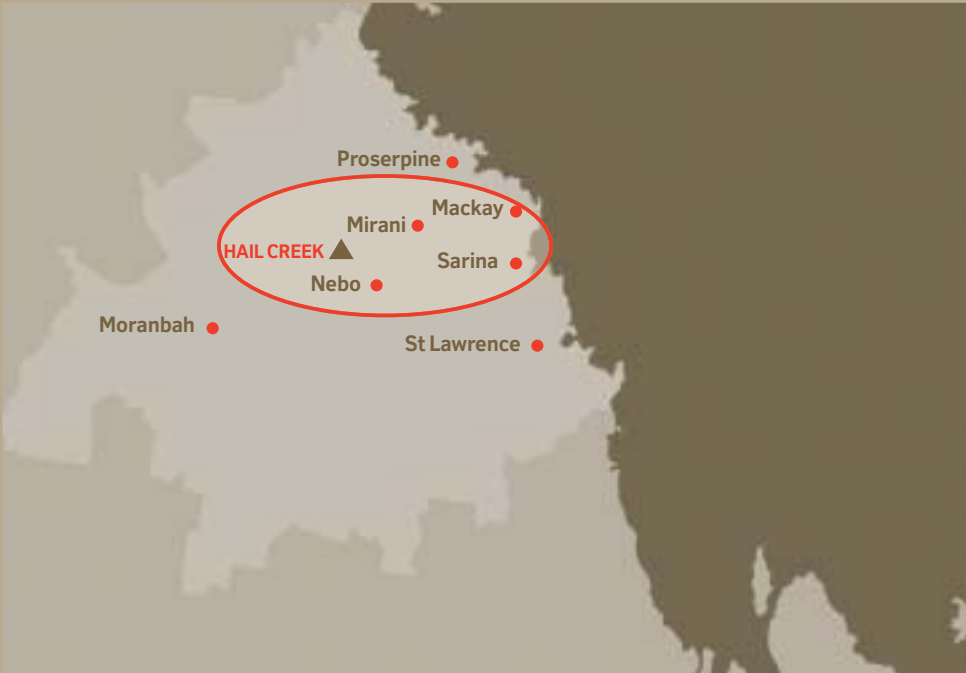 Proserpine
Mackay
Mirani
HAIL CREEK
Sarina
Nebo
Moranbah
St Lawrence